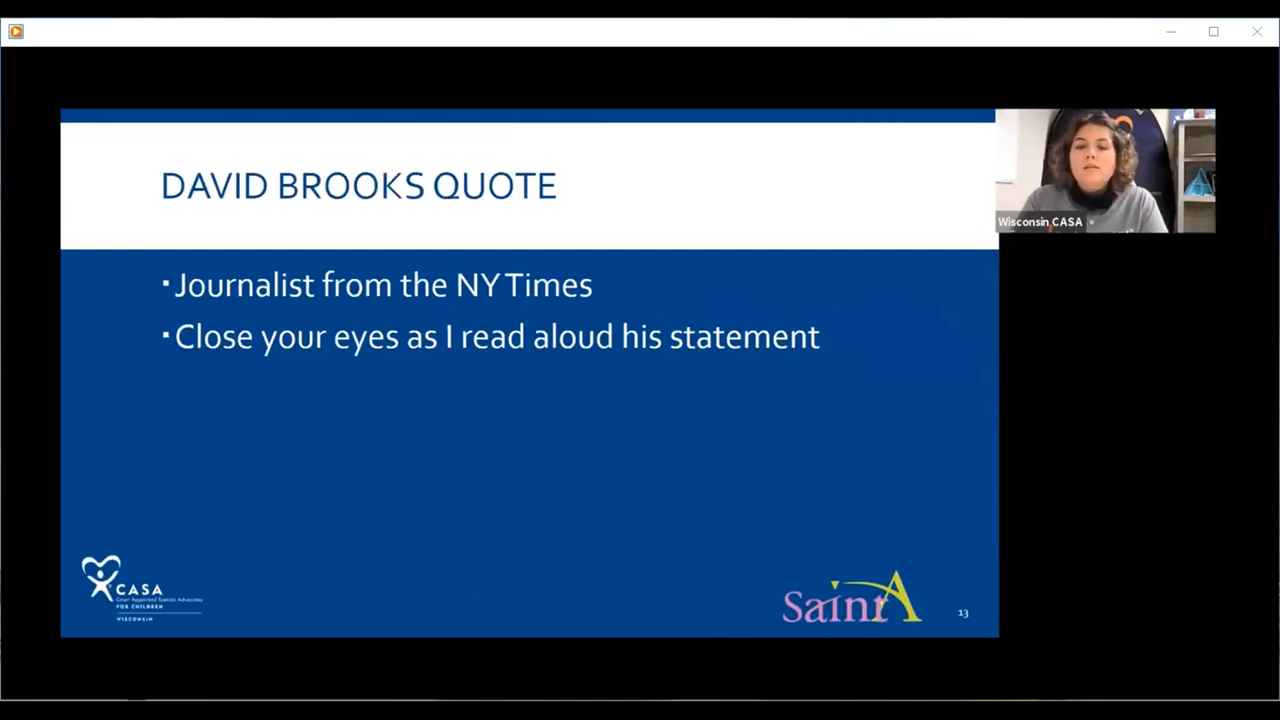 DAVID BROOKS QUOTE
Wisconsin CASA
▪Journalist from the NY Times
▪Close your eyes as I read aloud his statement
CASA
Court Appointed Special Advocates
FOR CHILDREN
WISCONSIN
SaintA
13